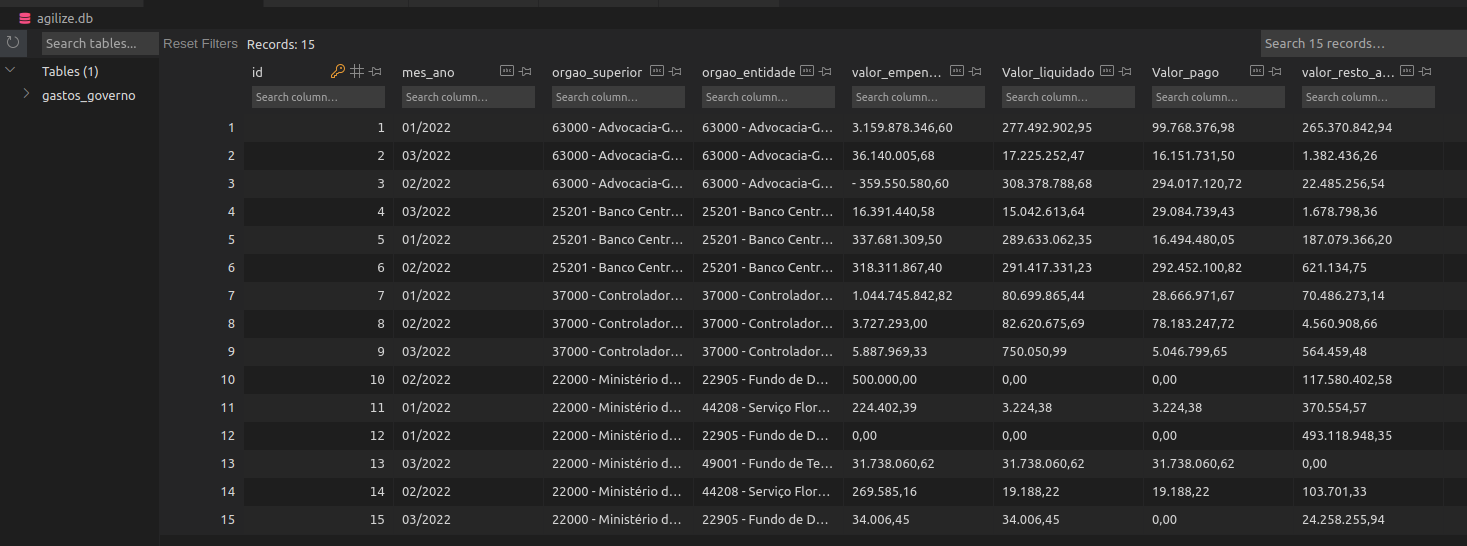 agilize.db
Search tables...
Reset Filters
Records: 15
Search 15 records...
Tables (1)
gastos_governo
id mes_ano orgao_superior orgao_entidade valor_empen... Valor_liquidado Valor_pago valor_resto_a...
Search column... Search column... Search column... Search column... Search column... Search column... Search column... Search column...
1 1 01/2022 63000 - Advocacia-G... 63000 - Advocacia-G... 3.159.878.346,60 277.492.902,95 99.768.376,98 265.370.842,94
2 2 03/2022 63000 - Advocacia-G... 63000 - Advocacia-G... 36.140.005,68 17.225.252,47 16.151.731,50 1.382.436,26
3 3 02/2022 63000 - Advocacia-G... 63000 - Advocacia-G... - 359.550.580,60 308.378.788,68 294.017.120,72 22.485.256,54
4 4 03/2022 25201 - Banco Centr... 25201 - Banco Centr... 16.391.440,58 15.042.613,64 29.084.739,43 1.678.798,36
5 5 01/2022 25201 - Banco Centr... 25201 - Banco Centr... 337.681.309,50 289.633.062,35 16.494.480,05 187.079.366,20
6 6 02/2022 25201 - Banco Centr... 25201 - Banco Centr... 318.311.867,40 291.417.331,23 292.452.100,82 621.134,75
7 7 01/2022 37000 - Controlador... 37000 - Controlador... 1.044.745.842,82 80.699.865,44 28.666.971,67 70.486.273,14
8 8 02/2022 37000 - Controlador... 37000 - Controlador... 3.727.293,00 82.620.675,69 78.183.247,72 4.560.908,66
9 9 03/2022 37000 - Controlador... 37000 - Controlador... 5.887.969,33 750.050,99 5.046.799,65 564.459,48
10 10 02/2022 22000 - Ministério d... 22905 - Fundo de D... 500.000,00 0,00 0,00 117.580.402,58
11 11 01/2022 22000 - Ministério d... 44208 - Serviço Flor... 224.402,39 3.224,38 3.224,38 370.554,57
12 12 01/2022 22000 - Ministério d... 22905 - Fundo de D... 0,00 0,00 0,00 493.118.948,35
13 13 03/2022 22000 - Ministério d... 49001 - Fundo de Te... 31.738.060,62 31.738.060,62 31.738.060,62 0,00
14 14 02/2022 22000 - Ministério d... 44208 - Serviço Flor... 269.585,16 19.188,22 19.188,22 103.701,33
15 15 03/2022 22000 - Ministério d... 22905 - Fundo de D... 34.006,45 34.006,45 0,00 24.258.255,94